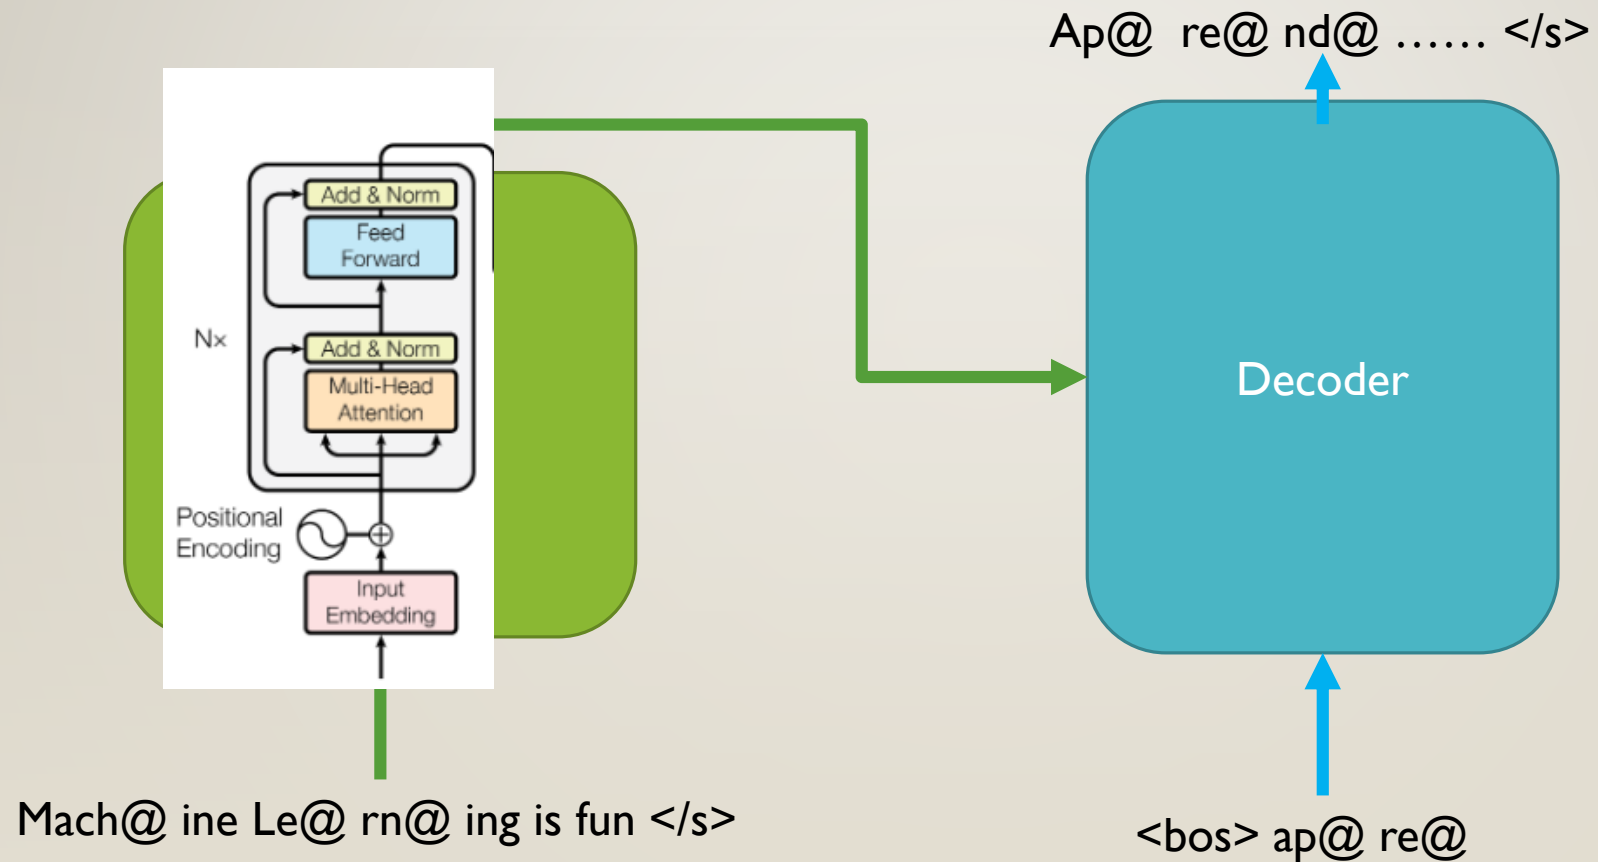 Ap@ re@ nd@ ...... </s>
Add & Norm
Feed
Forward
N×
Add & Norm
Multi-Head
Attention
Decoder
Positional
Encoding
Input
Embedding
Mach@ ine Le@ rn@ ing is fun </s>
<bos> ap@ re@